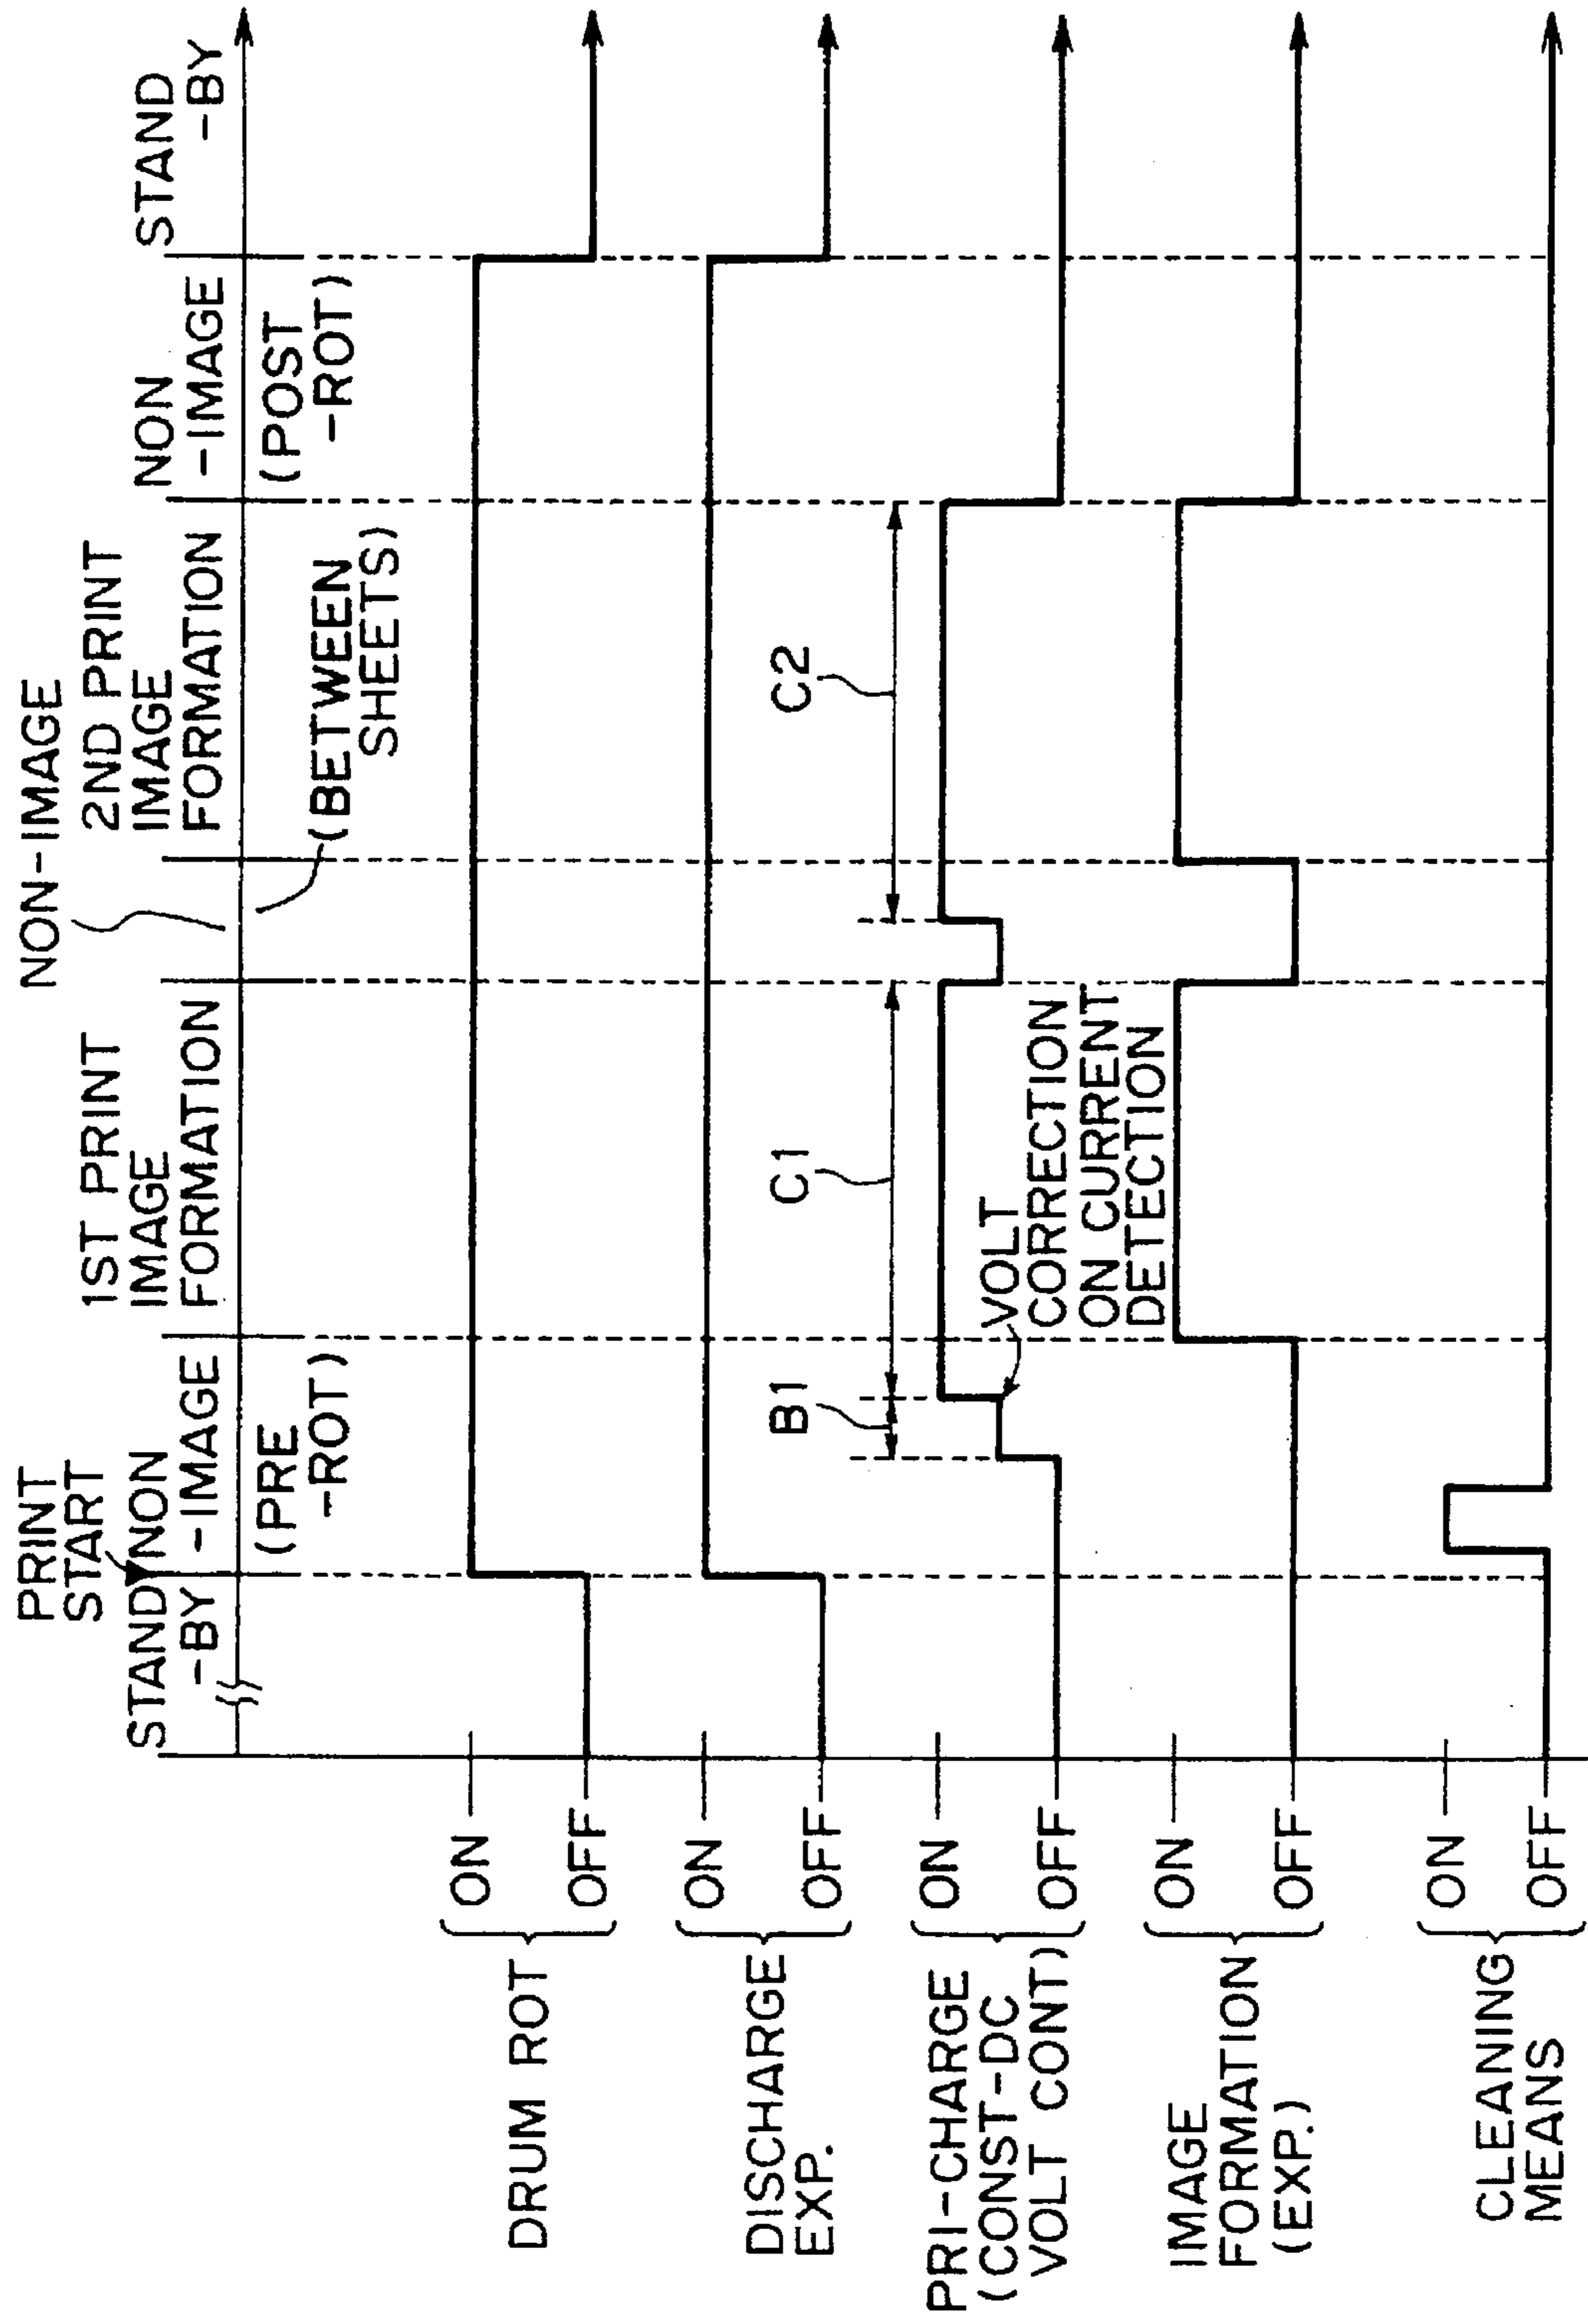 PRINT
START
STAND
-BY
NON
-IMAGE
(PRE
-ROT)
1ST PRINT
IMAGE
FORMATION
NON-IMAGE
(BETWEEN
SHEETS)
2ND PRINT
IMAGE
FORMATION
NON
-IMAGE
(POST
-ROT)
STAND
-BY
DRUM ROT
ON
OFF
DISCHARGE
EXP.
ON
OFF
PRI-CHARGE
(CONST-DC
VOLT CONT)
ON
OFF
B1
C1
C2
VOLT
CORRECTION
ON CURRENT
DETECTION
IMAGE
FORMATION
(EXP.)
ON
OFF
CLEANING
MEANS
ON
OFF